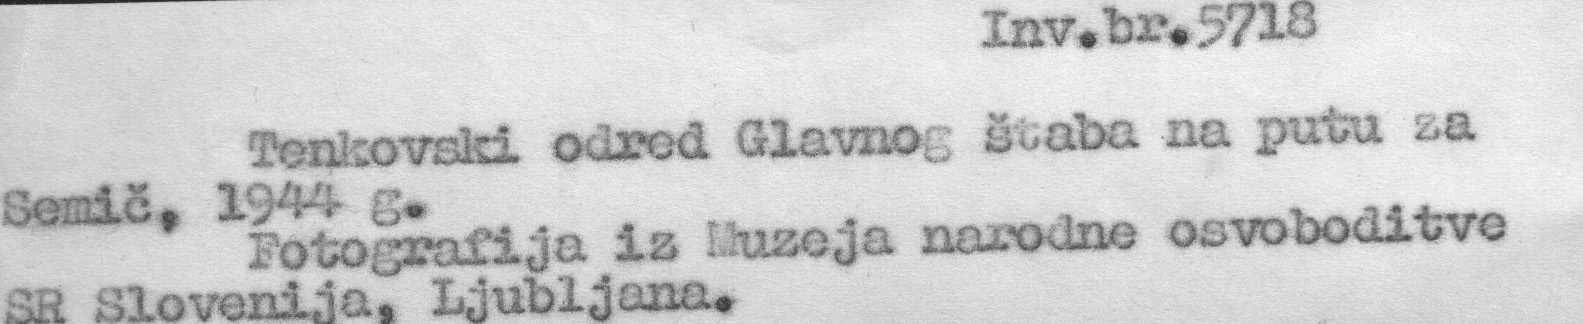 Inv.br.5718
Tenkovski odred Glavnog štaba na putu za
Semič, 1944 g.
Fotografija iz Muzeja narodne osvoboditve
SR Slovenija, Ljubljana.